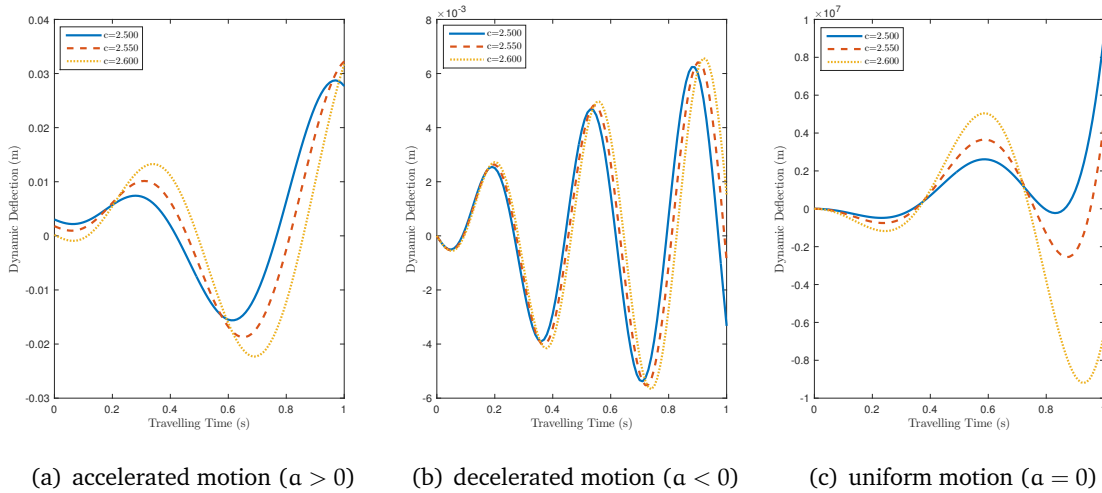 0.04
0.03
0.02
0.01
0
-0.01
-0.02
-0.03
0 0.2 0.4 0.6 0.8 1
Dynamic Deflection (m)
Travelling Time (s)
c=2.500
c=2.550
c=2.600
(a) accelerated motion (a > 0)
8 ×10-3
6
4
2
0
-2
-4
-6
0 0.2 0.4 0.6 0.8 1
Dynamic Deflection (m)
Travelling Time (s)
c=2.500
c=2.550
c=2.600
(b) decelerated motion (a < 0)
1 ×10 7
0.8
0.6
0.4
0.2
0
-0.2
-0.4
-0.6
-0.8
-1
0 0.2 0.4 0.6 0.8 1
Dynamic Deflection (m)
Travelling Time (s)
c=2.500
c=2.550
c=2.600
(c) uniform motion (a = 0)